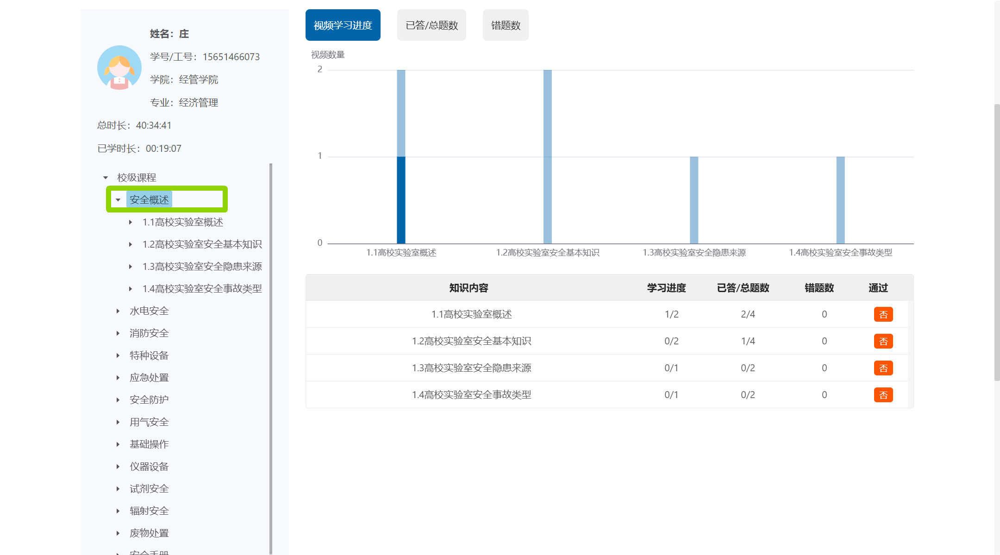 姓名：庄
学号/工号：15651466073
学院：经管学院
专业：经济管理
总时长：40:34:41
已学时长：00:19:07
校级课程
安全概述
1.1高校实验室概述
1.2高校实验室安全基本知识
1.3高校实验室安全隐患来源
1.4高校实验室安全事故类型
水电安全
消防安全
特种设备
应急处置
安全防护
用气安全
基础操作
仪器设备
试剂安全
辐射安全
废物处置
安全手册
视频学习进度 已答/总题数 错题数
视频数量
2
1
0
1.1高校实验室概述 1.2高校实验室安全基本知识 1.3高校实验室安全隐患来源 1.4高校实验室安全事故类型
知识内容 学习进度 已答/总题数 错题数 通过
1.1高校实验室概述 1/2 2/4 0 否
1.2高校实验室安全基本知识 0/2 1/4 0 否
1.3高校实验室安全隐患来源 0/1 0/2 0 否
1.4高校实验室安全事故类型 0/1 0/2 0 否